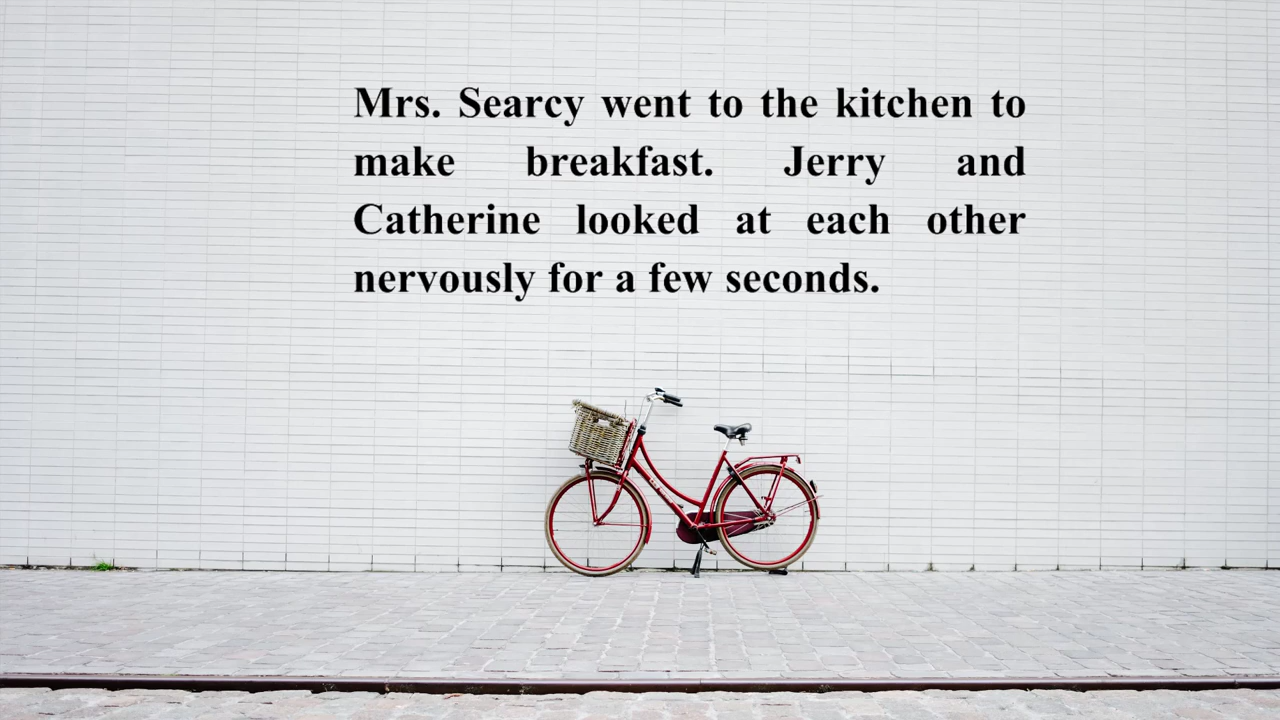 Mrs. Searcy went to the kitchen to
make breakfast. Jerry and
Catherine looked at each other
nervously for a few seconds.